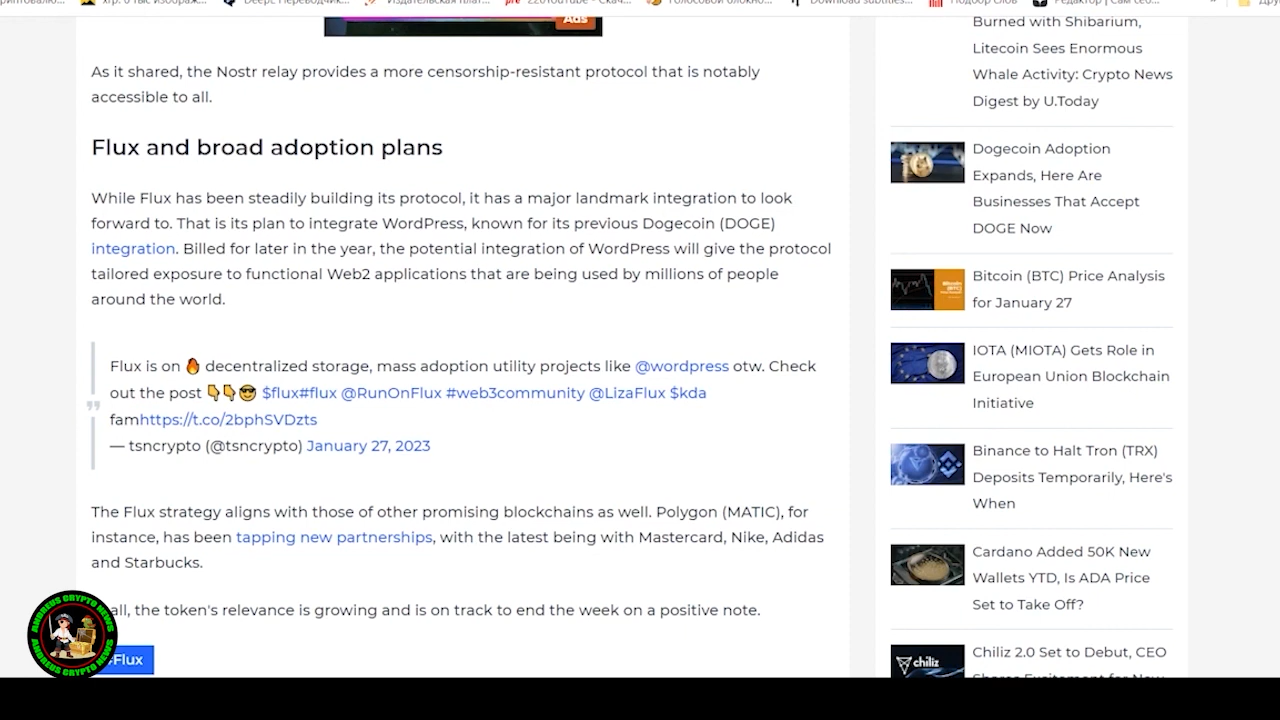 Ads
As it shared, the Nostr relay provides a more censorship-resistant protocol that is notably
accessible to all.
Flux and broad adoption plans
While Flux has been steadily building its protocol, it has a major landmark integration to look
forward to. That is its plan to integrate WordPress, known for its previous Dogecoin (DOGE)
integration. Billed for later in the year, the potential integration of WordPress will give the protocol
tailored exposure to functional Web2 applications that are being used by millions of people
around the world.
Flux is on 🔥 decentralized storage, mass adoption utility projects like @wordpress otw. Check
out the post 👇👇😎 $flux#flux @RunOnFlux #web3community @LizaFlux $kda
famhttps://t.co/2bphSVDzts
— tsncrypto (@tsncrypto) January 27, 2023
The Flux strategy aligns with those of other promising blockchains as well. Polygon (MATIC), for
instance, has been tapping new partnerships, with the latest being with Mastercard, Nike, Adidas
and Starbucks.
all, the token's relevance is growing and is on track to end the week on a positive note.
#Flux
ANDREUS CRYPTO NEWS
ANDREUS CRYPTO NEWS
Burned with Shibarium,
Litecoin Sees Enormous
Whale Activity: Crypto News
Digest by U.Today
Dogecoin Adoption
Expands, Here Are
Businesses That Accept
DOGE Now
Bitcoin (BTC) Price Analysis
for January 27
IOTA (MIOTA) Gets Role in
European Union Blockchain
Initiative
Binance to Halt Tron (TRX)
Deposits Temporarily, Here's
When
Cardano Added 50K New
Wallets YTD, Is ADA Price
Set to Take Off?
chiliz
Chiliz 2.0 Set to Debut, CEO